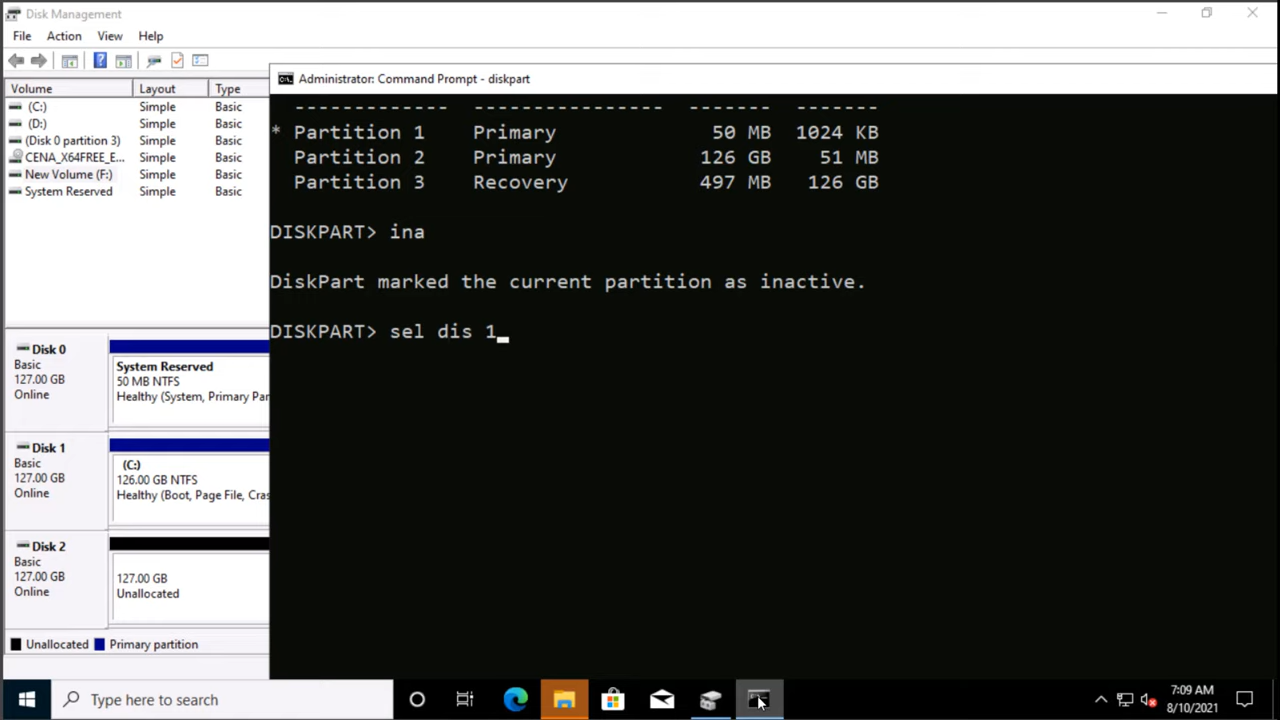 Disk Management
File Action View Help
Volume Layout Type
(C:) Simple Basic
(D:) Simple Basic
(Disk 0 partition 3) Simple Basic
CENA_X64FREE_E... Simple Basic
New Volume (F:) Simple Basic
System Reserved Simple Basic
Administrator: Command Prompt - diskpart
------------- ---------------- ------- -------
* Partition 1 Primary 50 MB 1024 KB
Partition 2 Primary 126 GB 51 MB
Partition 3 Recovery 497 MB 126 GB
DISKPART> ina
DiskPart marked the current partition as inactive.
DISKPART> sel dis 1_
Disk 0
Basic
127.00 GB
Online
System Reserved
50 MB NTFS
Healthy (System, Primary Par
Disk 1
Basic
127.00 GB
Online
(C:)
126.00 GB NTFS
Healthy (Boot, Page File, Cras
Disk 2
Basic
127.00 GB
Online
127.00 GB
Unallocated
Unallocated Primary partition
Type here to search
7:09 AM
8/10/2021